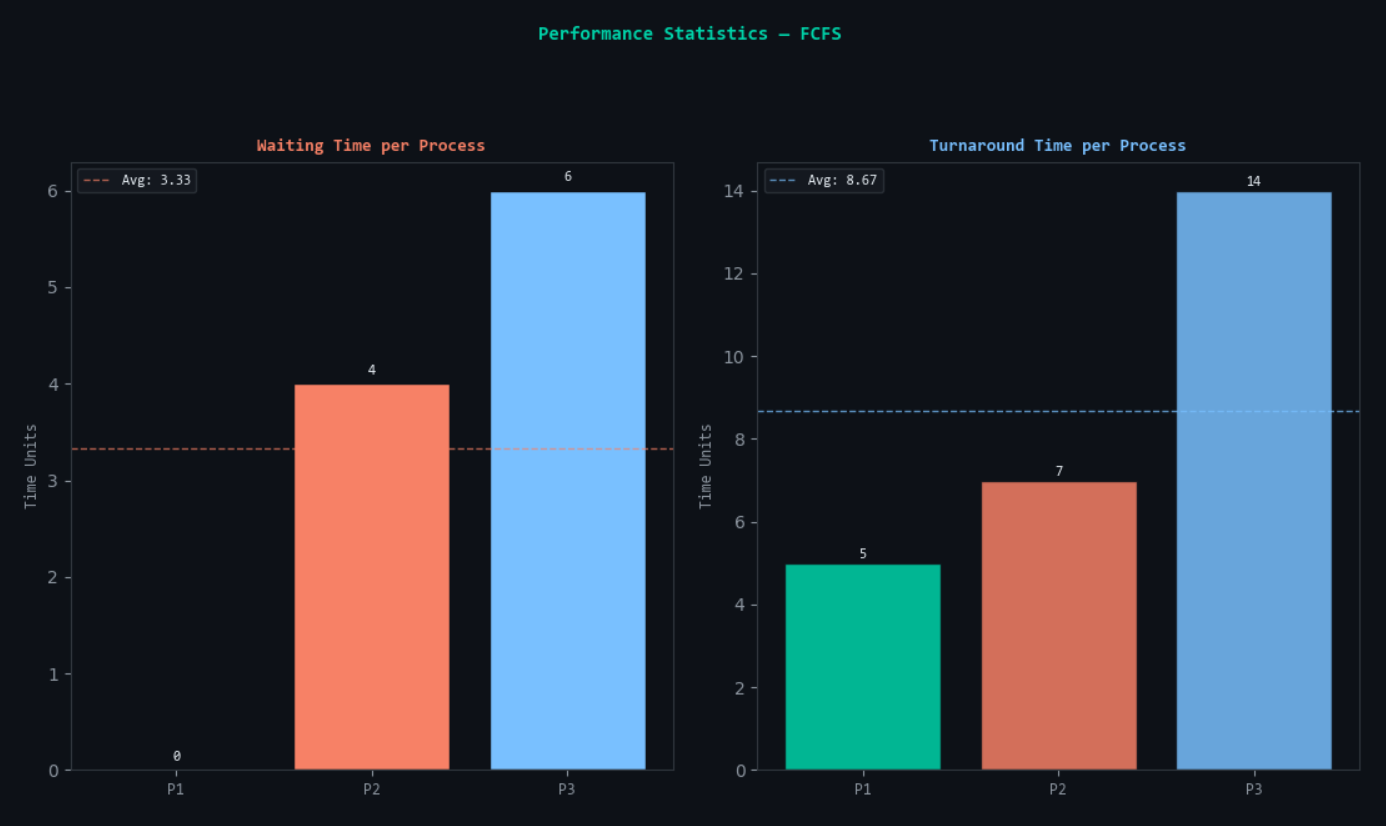 Performance Statistics — FCFS
Waiting Time per Process
Avg: 3.33
6
5
4
3
2
1
0
Time Units
0
4
6
P1
P2
P3
Turnaround Time per Process
Avg: 8.67
14
12
10
8
6
4
2
0
Time Units
5
7
14
P1
P2
P3